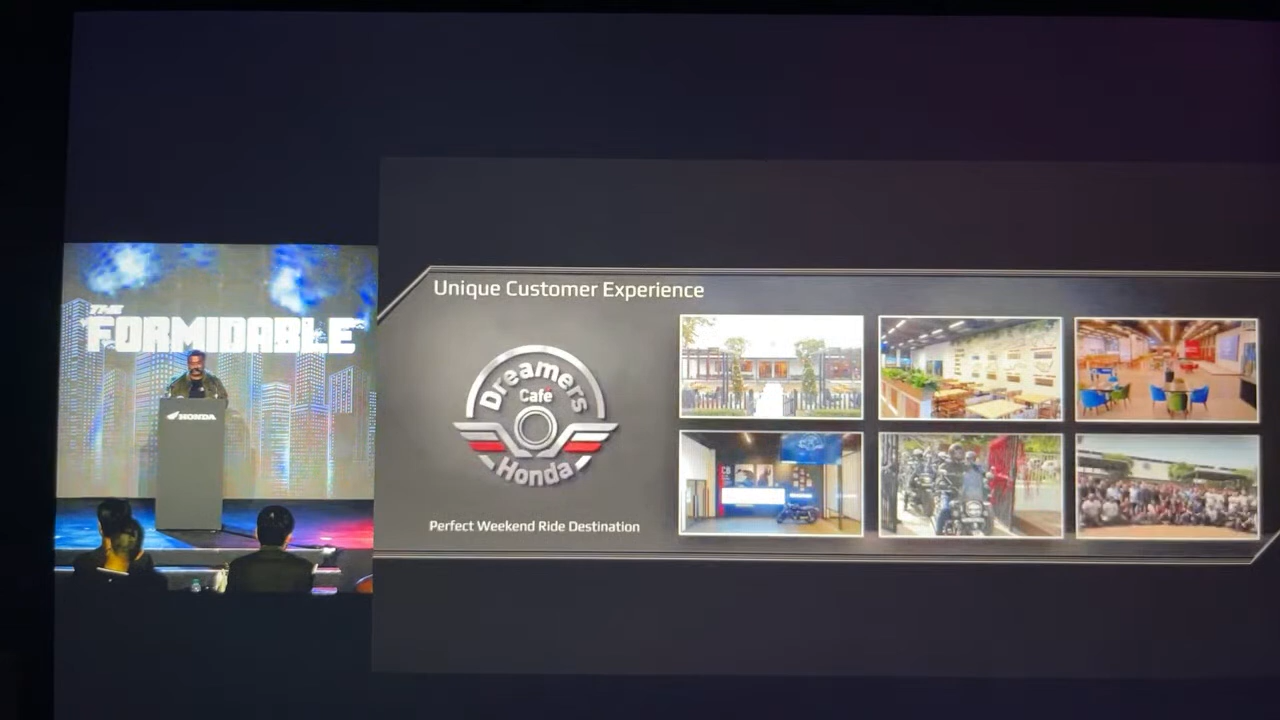 THE
FORMIDABLE
HONDA
Unique Customer Experience
Dreamers
Café
Honda
Perfect Weekend Ride Destination